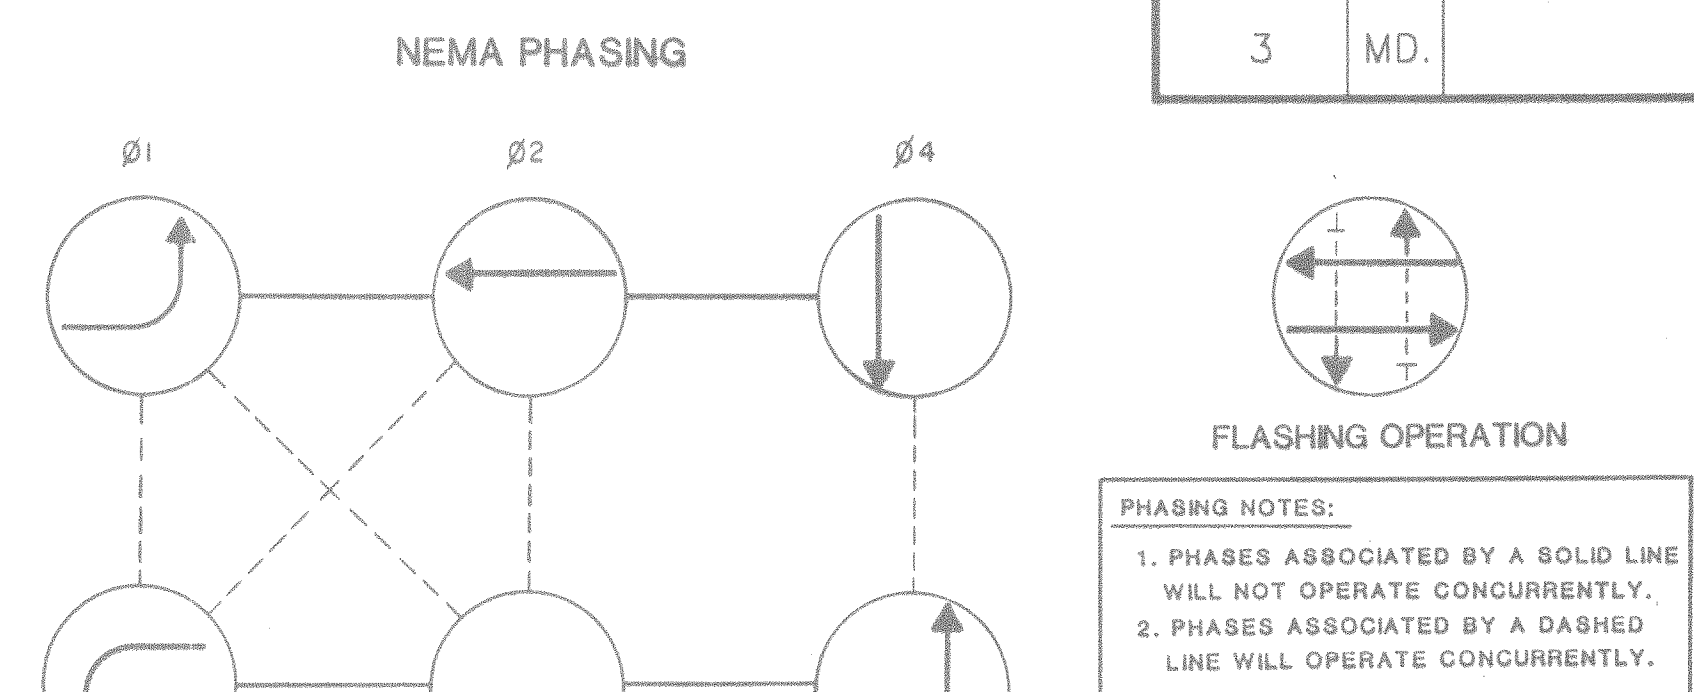 NEMA PHASING
3 MD.
Ø1 Ø2 Ø4
FLASHING OPERATION
PHASING NOTES:
1. PHASES ASSOCIATED BY A SOLID LINE
WILL NOT OPERATE CONCURRENTLY.
2. PHASES ASSOCIATED BY A DASHED
LINE WILL OPERATE CONCURRENTLY.